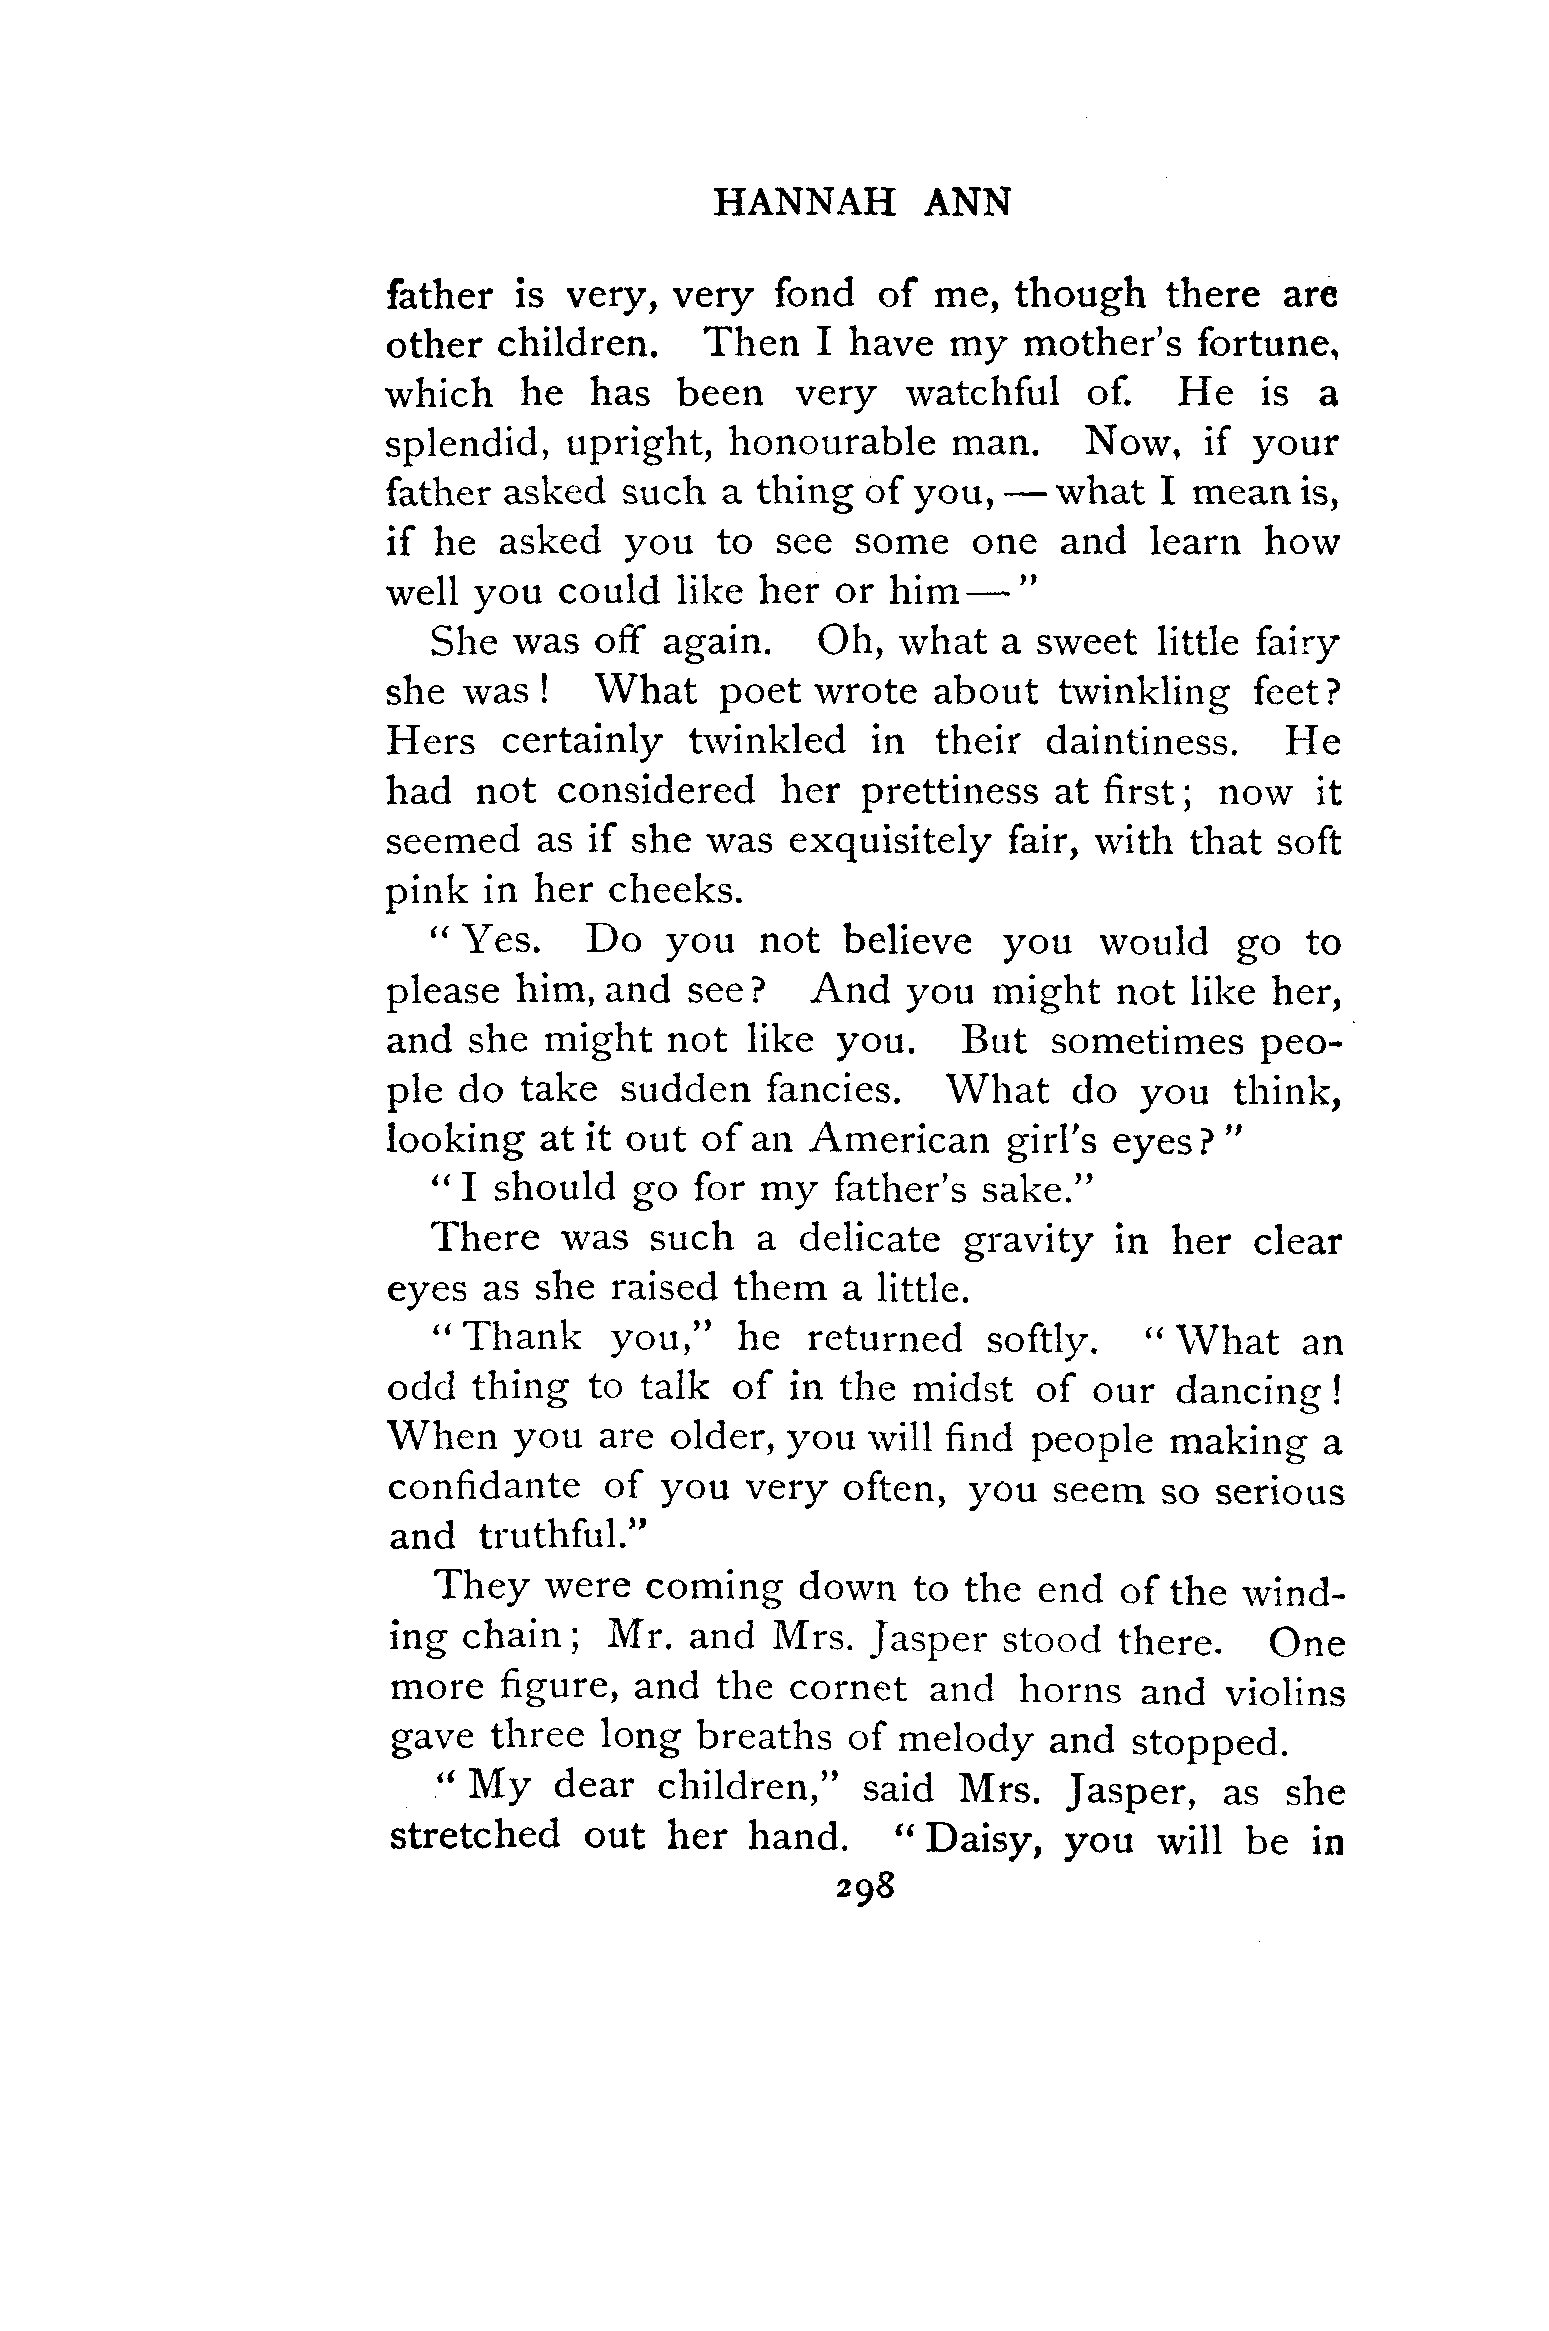 HANNAH ANN
father is very, very fond of me, though there are
other children. Then I have my mother's fortune,
which he has been very watchful of. He is a
splendid, upright, honourable man. Now, if your
father asked such a thing of you, — what I mean is,
if he asked you to see some one and learn how
well you could like her or him — "
She was off again. Oh, what a sweet little fairy
she was! What poet wrote about twinkling feet?
Hers certainly twinkled in their daintiness. He
had not considered her prettiness at first; now it
seemed as if she was exquisitely fair, with that soft
pink in her cheeks.
"Yes. Do you not believe you would go to
please him, and see? And you might not like her,
and she might not like you. But sometimes peo-
ple do take sudden fancies. What do you think,
looking at it out of an American girl's eyes?"
"I should go for my father's sake."
There was such a delicate gravity in her clear
eyes as she raised them a little.
"Thank you," he returned softly. "What an
odd thing to talk of in the midst of our dancing!
When you are older, you will find people making a
confidante of you very often, you seem so serious
and truthful."
They were coming down to the end of the wind-
ing chain; Mr. and Mrs. Jasper stood there. One
more figure, and the cornet and horns and violins
gave three long breaths of melody and stopped.
"My dear children," said Mrs. Jasper, as she
stretched out her hand. "Daisy, you will be in
298